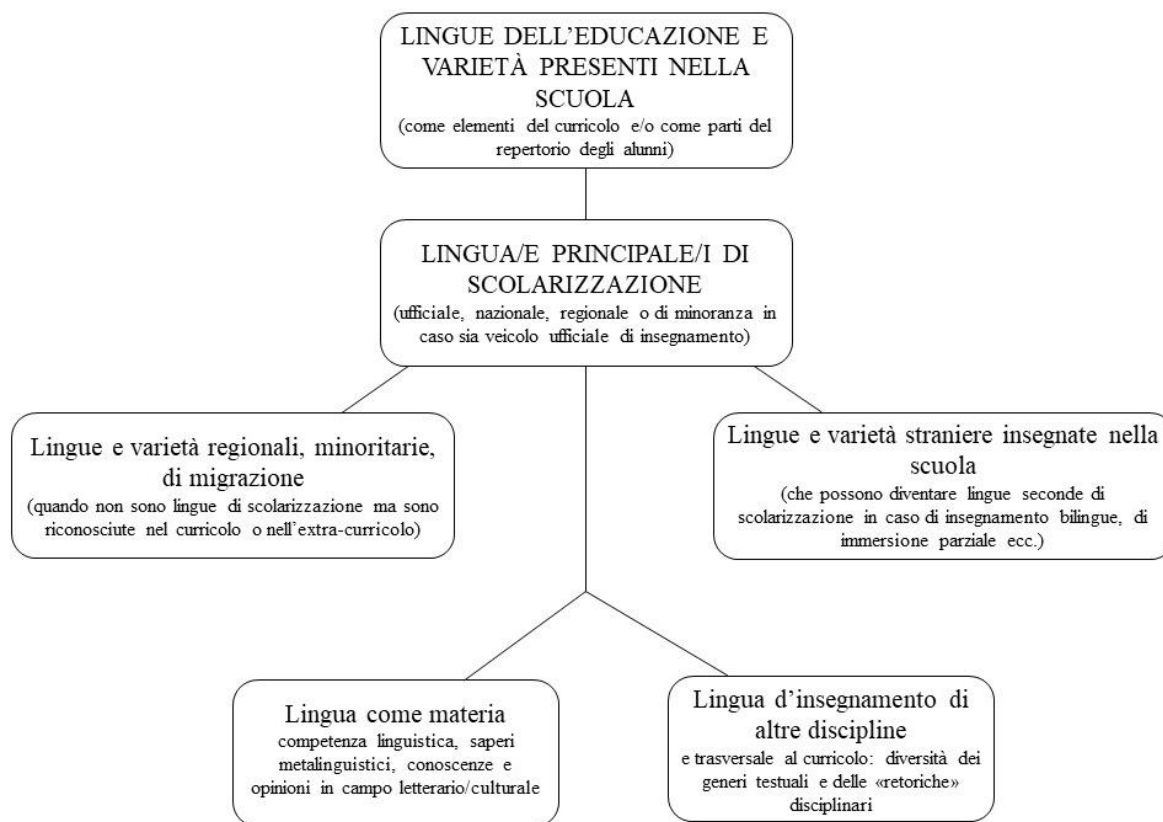 LINGUE DELL’EDUCAZIONE E
VARIETÀ PRESENTI NELLA
SCUOLA
(come elementi del curricolo e/o come parti del
repertorio degli alunni)
LINGUA/E PRINCIPALE/I DI
SCOLARIZZAZIONE
(ufficiale, nazionale, regionale o di minoranza in
caso sia veicolo ufficiale di insegnamento)
Lingue e varietà regionali, minoritarie,
di migrazione
(quando non sono lingue di scolarizzazione ma sono
riconosciute nel curricolo o nell’extra-curricolo)
Lingue e varietà straniere insegnate nella
scuola
(che possono diventare lingue seconde di
scolarizzazione in caso di insegnamento bilingue, di
immersione parziale ecc.)
Lingua come materia
competenza linguistica, saperi
metalinguistici, conoscenze e
opinioni in campo letterario/culturale
Lingua d’insegnamento di
altre discipline
e trasversale al curricolo: diversità dei
generi testuali e delle «retoriche»
disciplinari